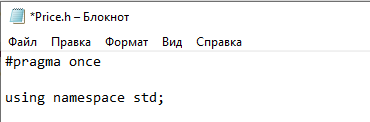 *Price.h – Блокнот
Файл Правка Формат Вид Справка
#pragma once
using namespace std;